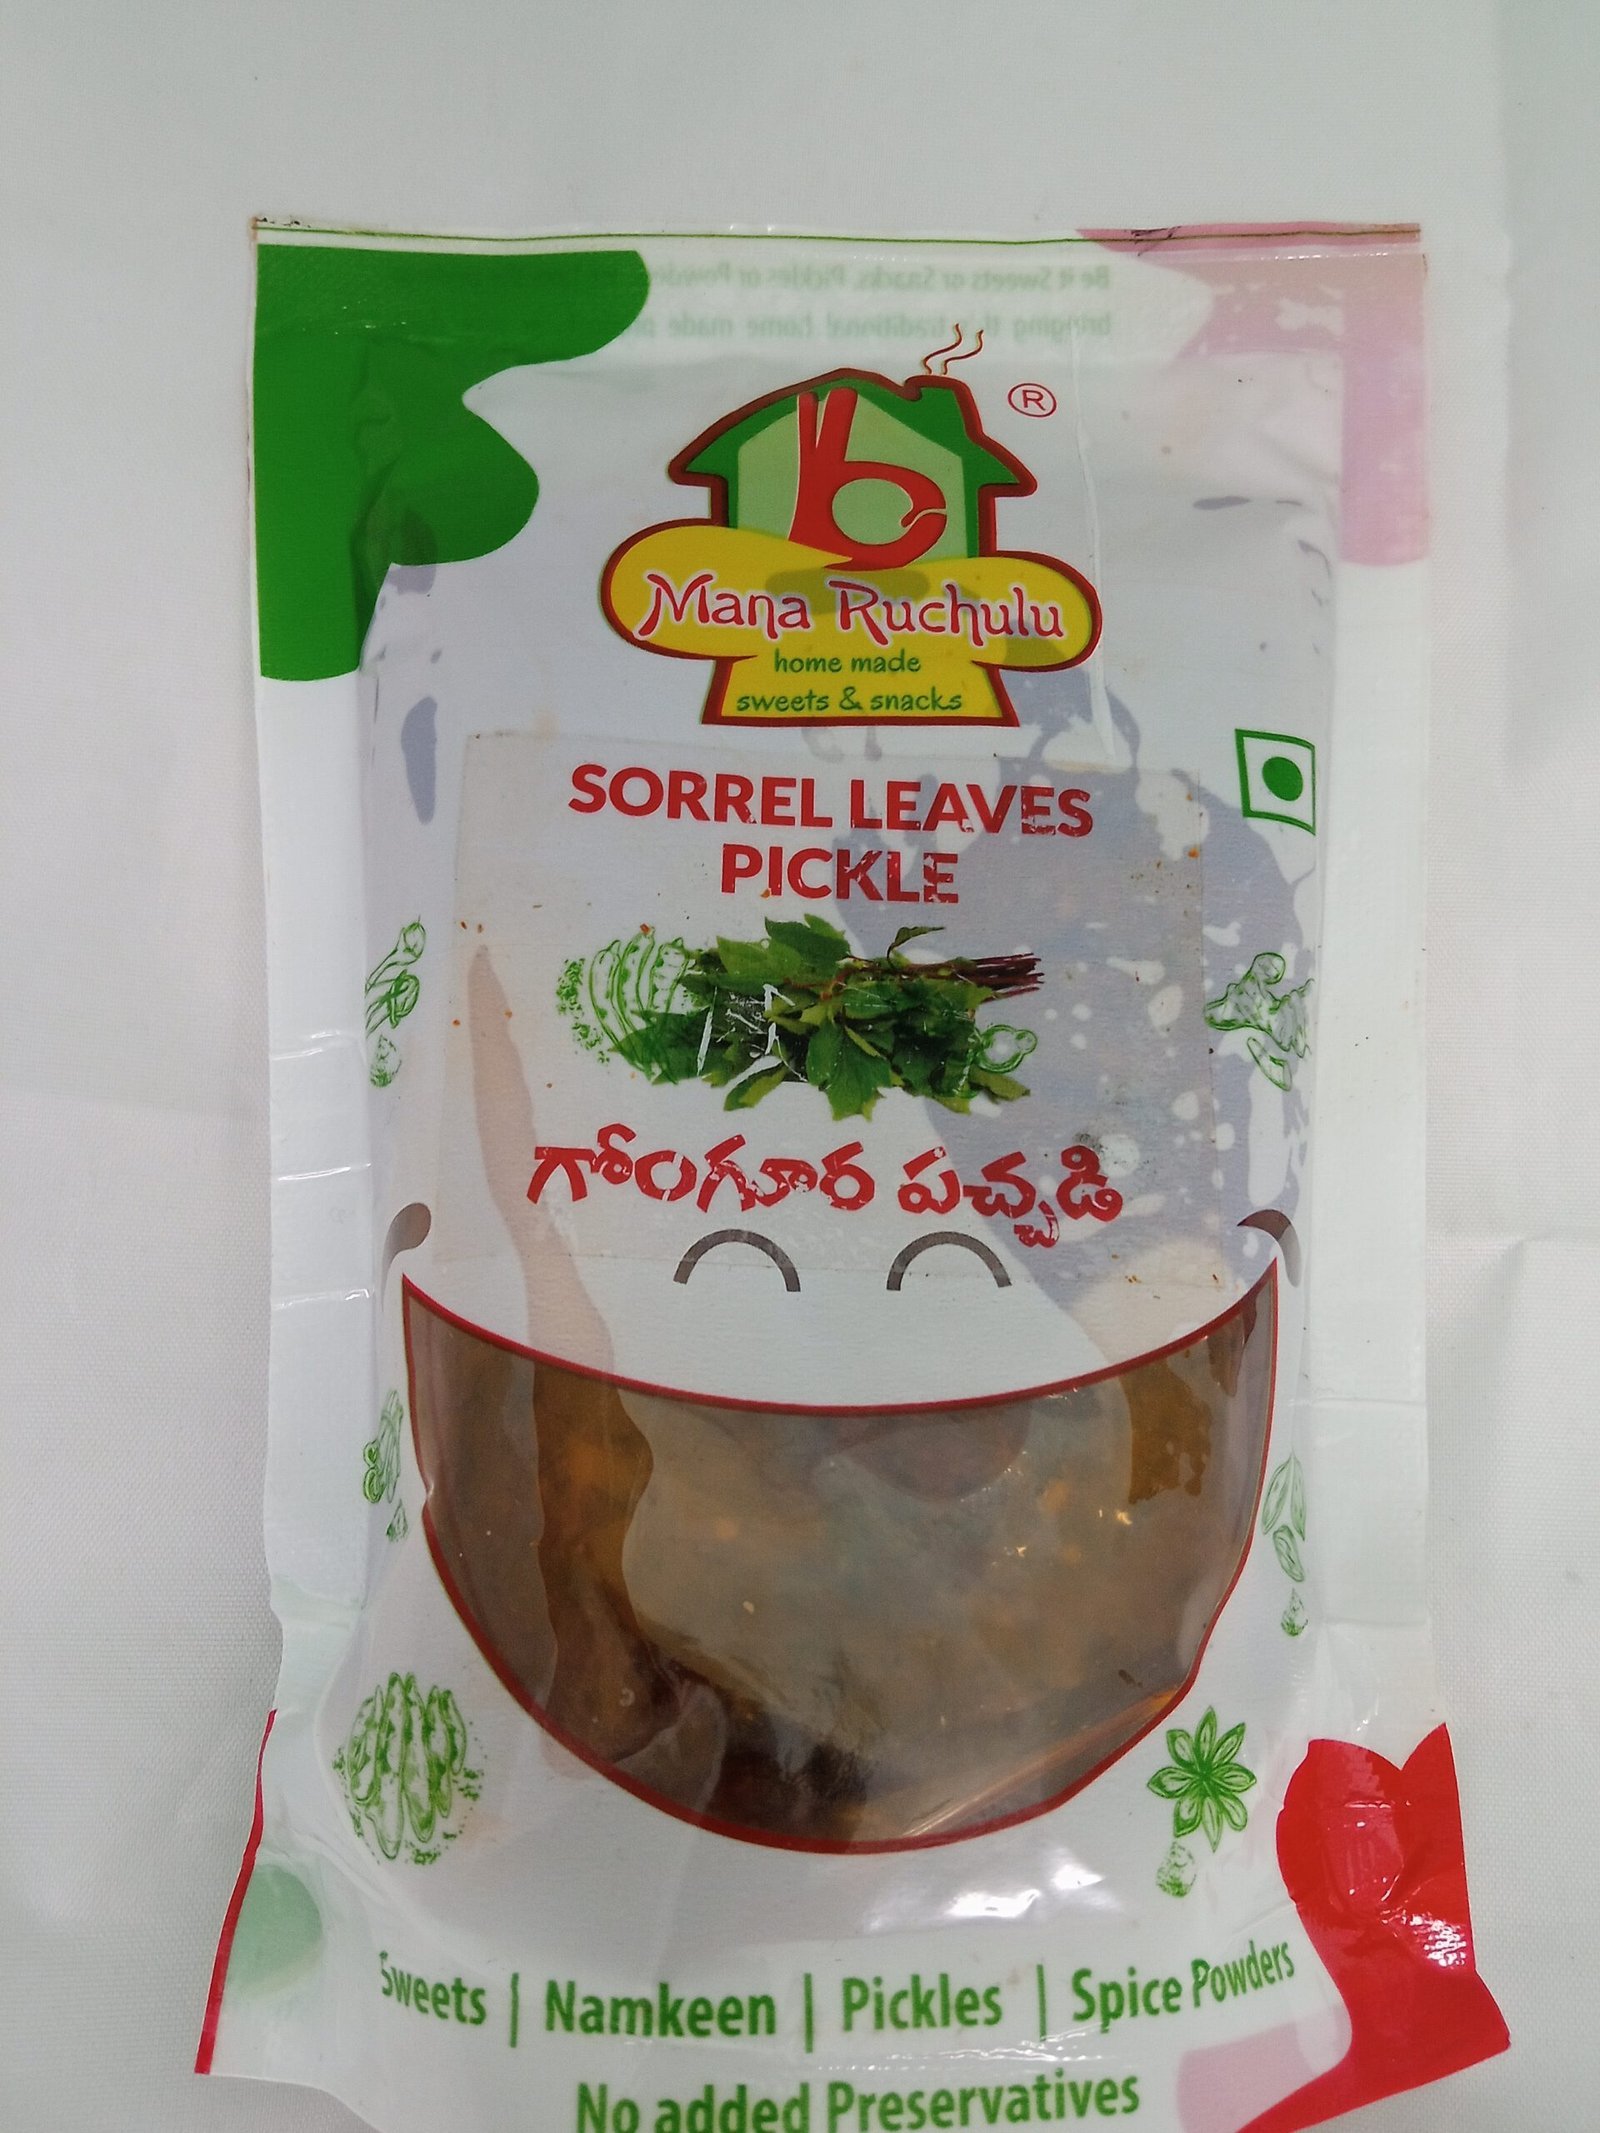 Mana Ruchulu
®
home made
sweets & snacks
SORREL LEAVES
PICKLE
గోంగూర పచ్చడి
Sweets | Namkeen | Pickles | Spice Powders
No added Preservatives